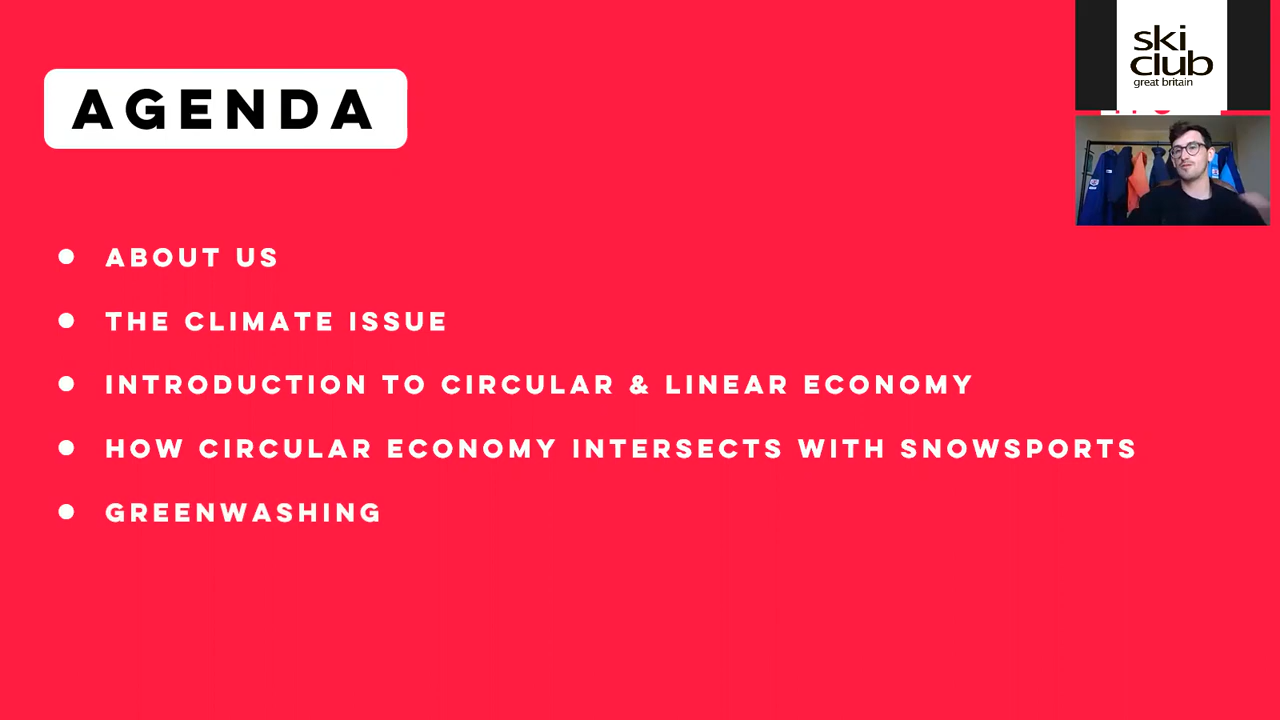 AGENDA
ski
club
great britain
ABOUT US
THE CLIMATE ISSUE
INTRODUCTION TO CIRCULAR & LINEAR ECONOMY
HOW CIRCULAR ECONOMY INTERSECTS WITH SNOWSPORTS
GREENWASHING